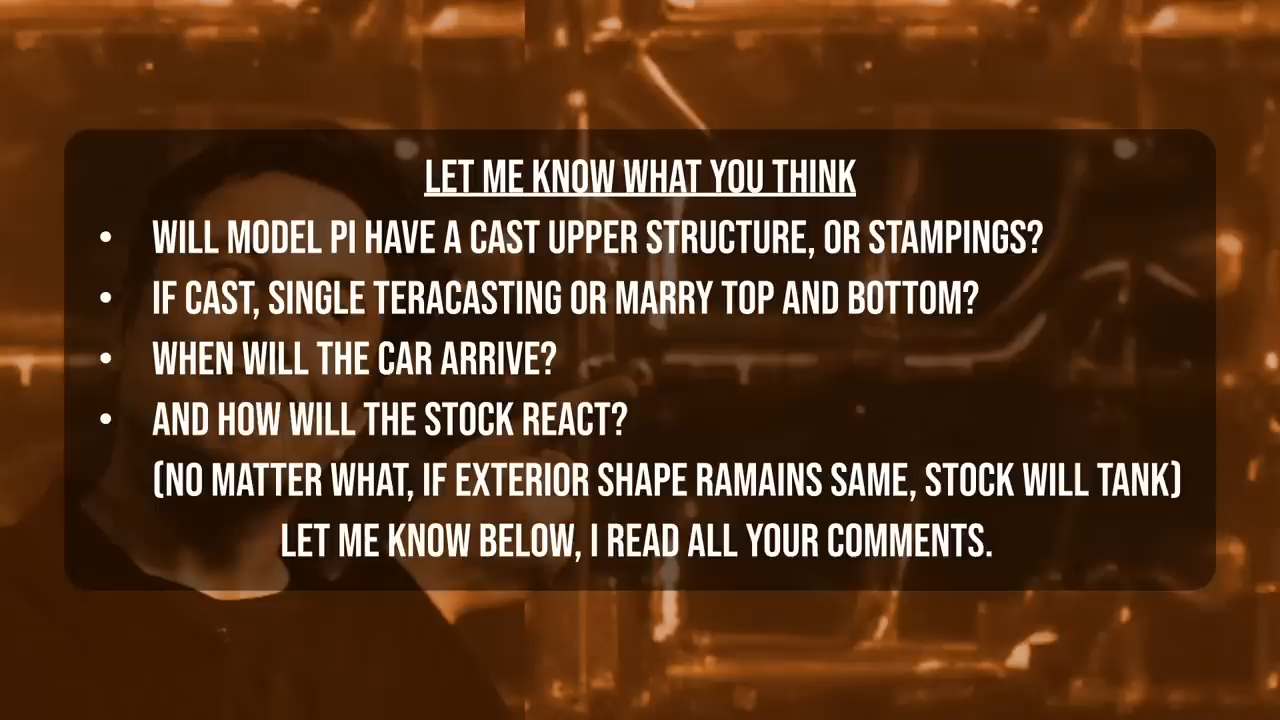 LET ME KNOW WHAT YOU THINK
• WILL MODEL PI HAVE A CAST UPPER STRUCTURE, OR STAMPINGS?
• IF CAST, SINGLE TERACASTING OR MARRY TOP AND BOTTOM?
• WHEN WILL THE CAR ARRIVE?
• AND HOW WILL THE STOCK REACT?
(NO MATTER WHAT, IF EXTERIOR SHAPE RAMAINS SAME, STOCK WILL TANK)
LET ME KNOW BELOW, I READ ALL YOUR COMMENTS.